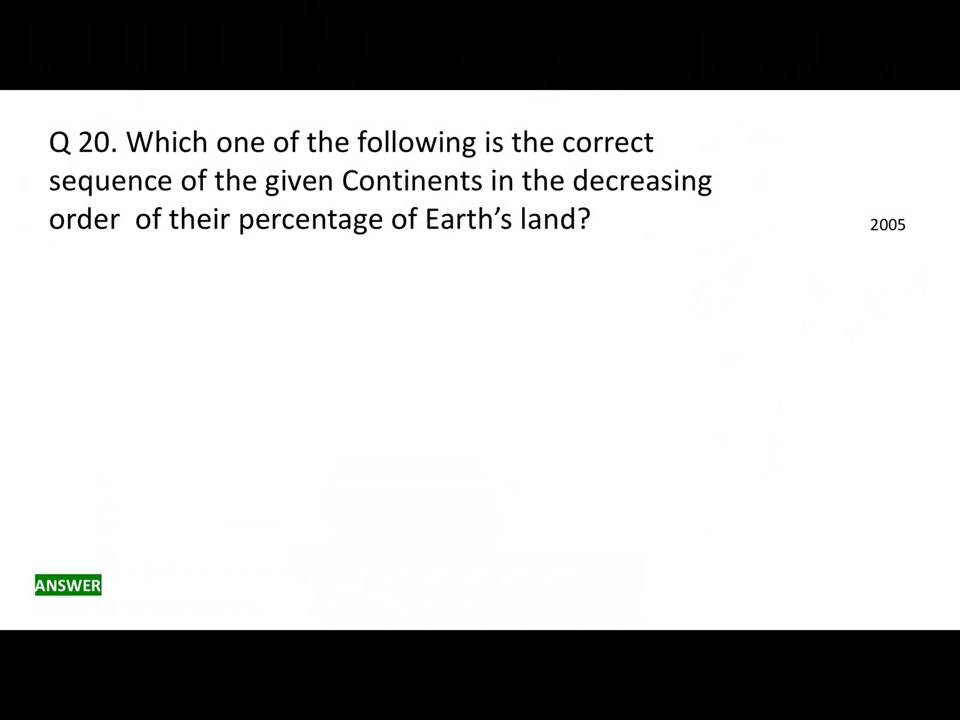 Q 20. Which one of the following is the correct
sequence of the given Continents in the decreasing
order  of their percentage of Earth’s land?
2005
ANSWER